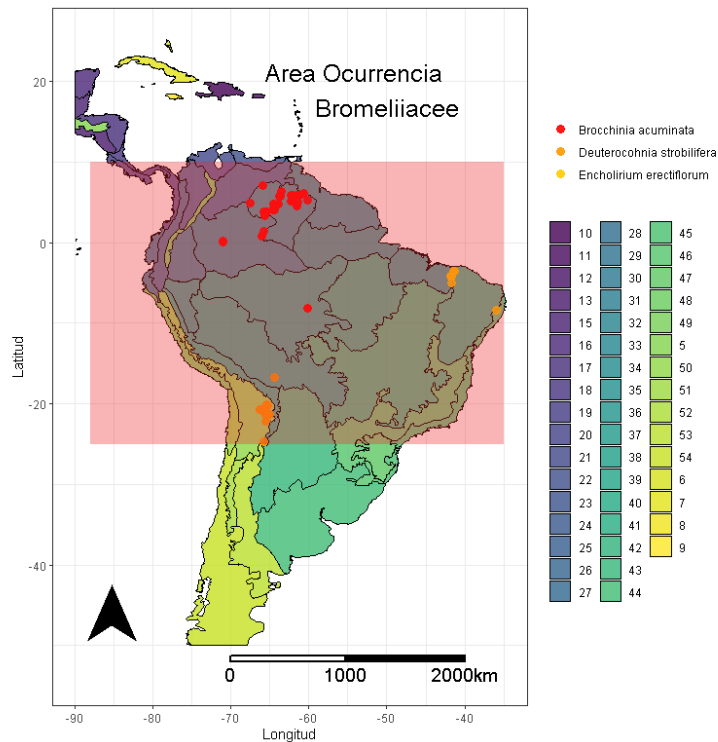 Area Ocurrencia
Bromeliiacee
Brocchinia acuminata
Deuterocohnia strobilifera
Encholirium erectiflorum
10 28 45
11 29 46
12 30 47
13 31 48
15 32 49
16 33 5
17 34 50
18 35 51
19 36 52
20 37 53
21 38 54
22 39 6
23 40 7
24 41 8
25 42 9
26 43
27 44
20
0
-20
-40
Latitud
0 1000 2000km
-90 -80 -70 -60 -50 -40
Longitud